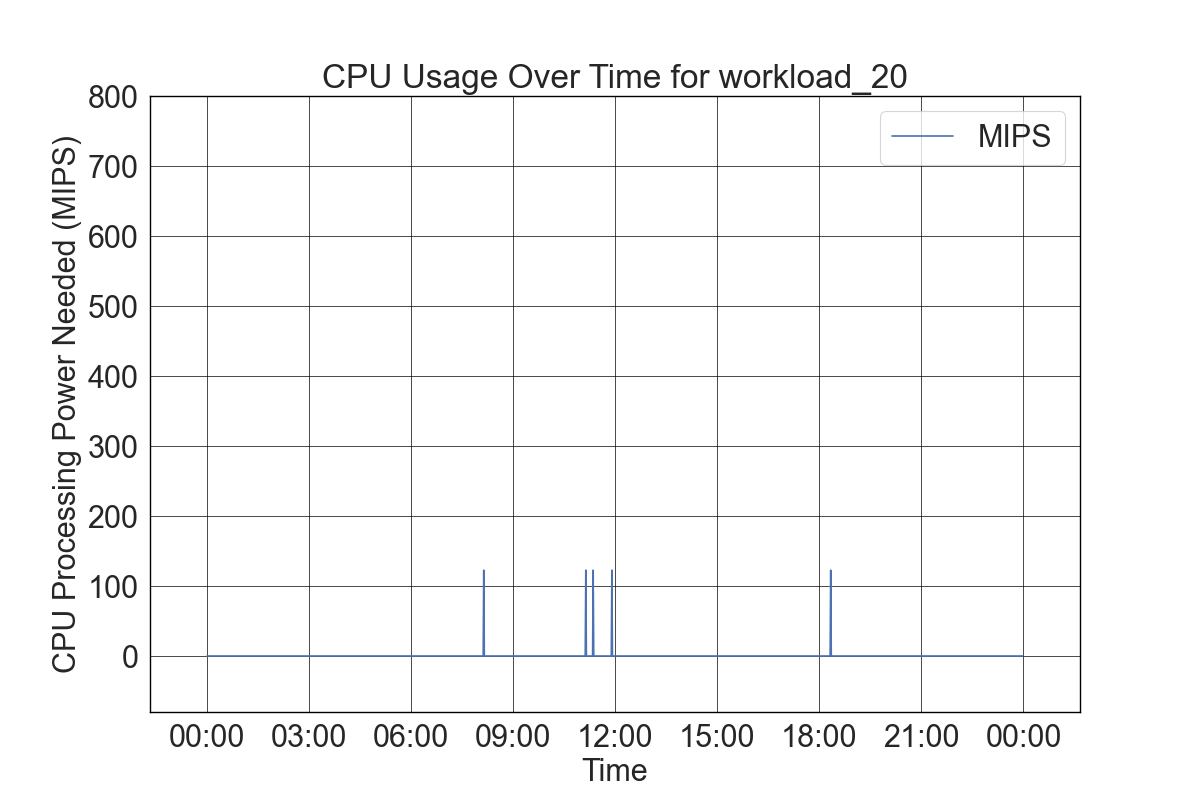 CPU Usage Over Time for workload_20
MIPS
CPU Processing Power Needed (MIPS)
800
700
600
500
400
300
200
100
0
00:00 03:00 06:00 09:00 12:00 15:00 18:00 21:00 00:00
Time